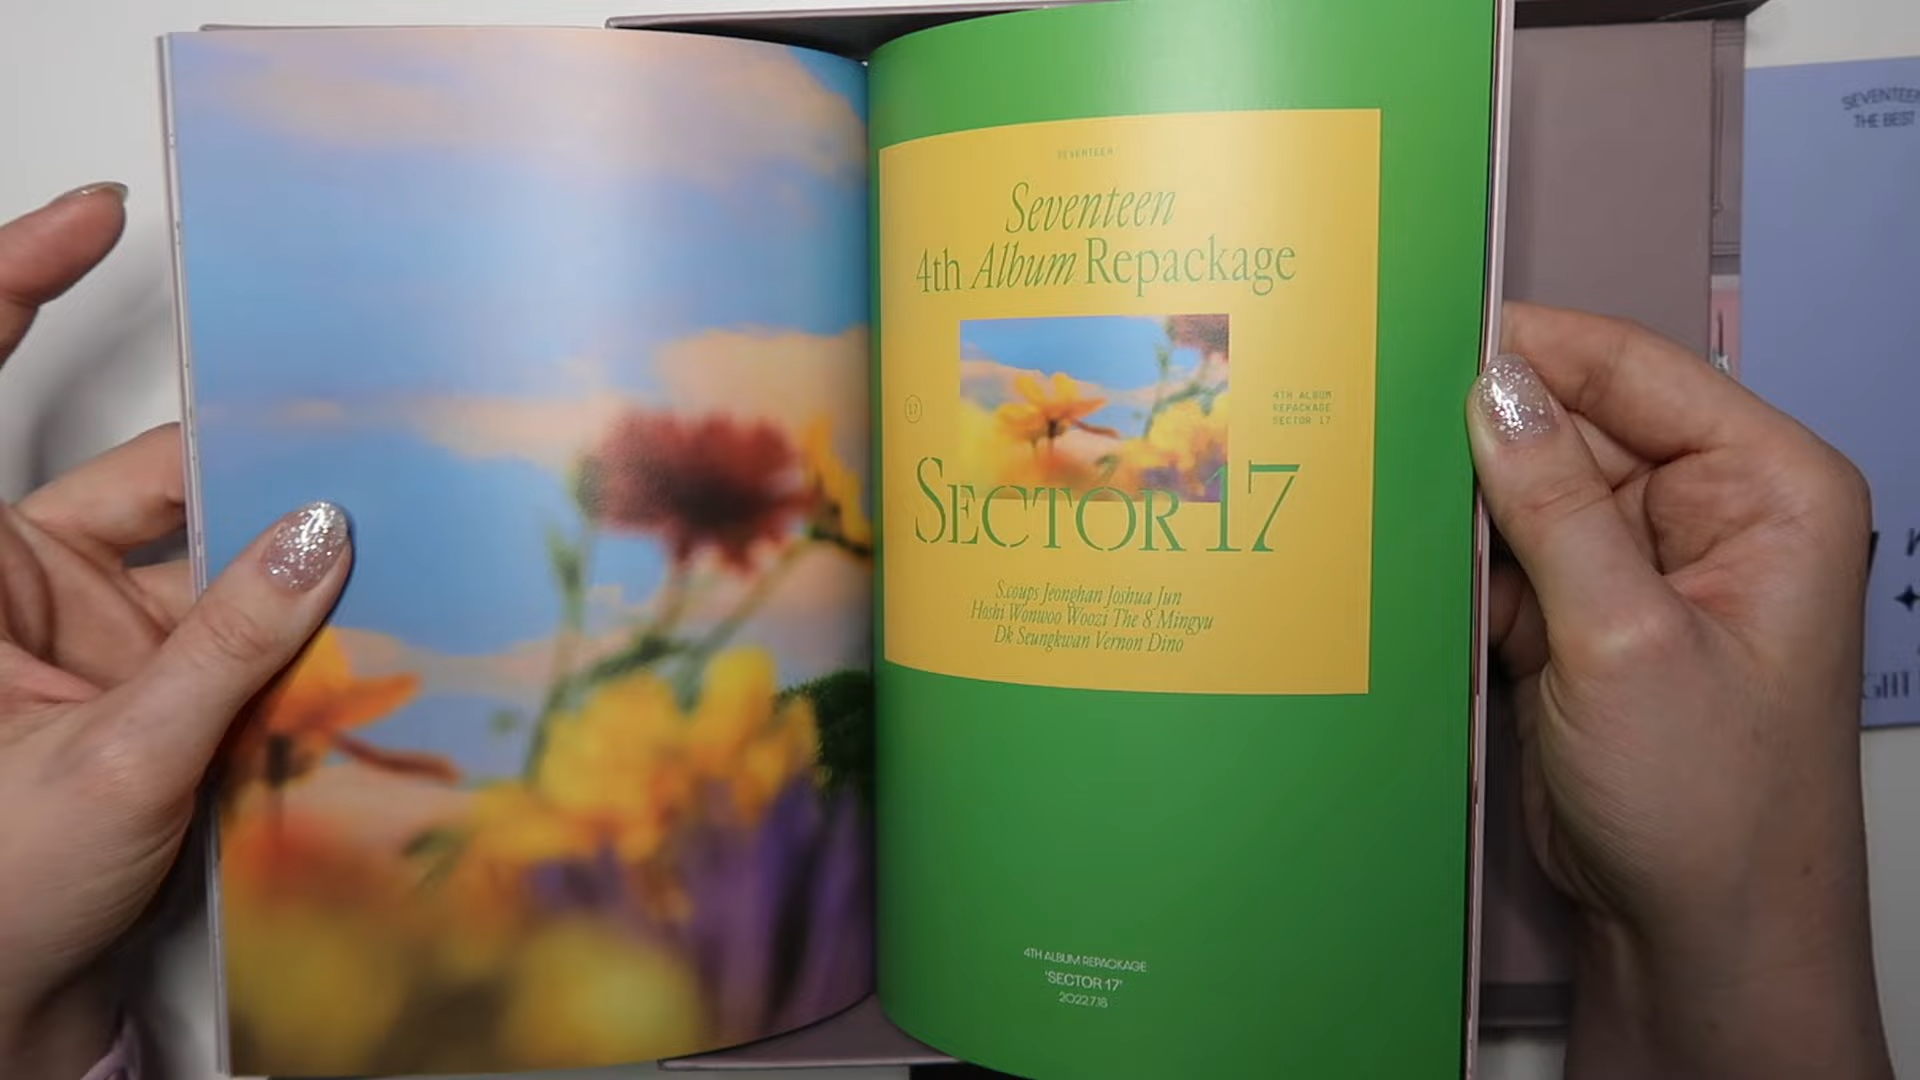 SEVENTEEN
Seventeen
4th Album Repackage
17
4TH ALBUM
REPACKAGE
SECTOR 17
SECTOR 17
S.coups Jeonghan Joshua Jun
Hoshi Wonwoo Woozi The 8 Mingyu
Dk Seungkwan Vernon Dino
4TH ALBUM REPACKAGE
'SECTOR 17'
2022.7.18
SEVENTEEN
THE BEST